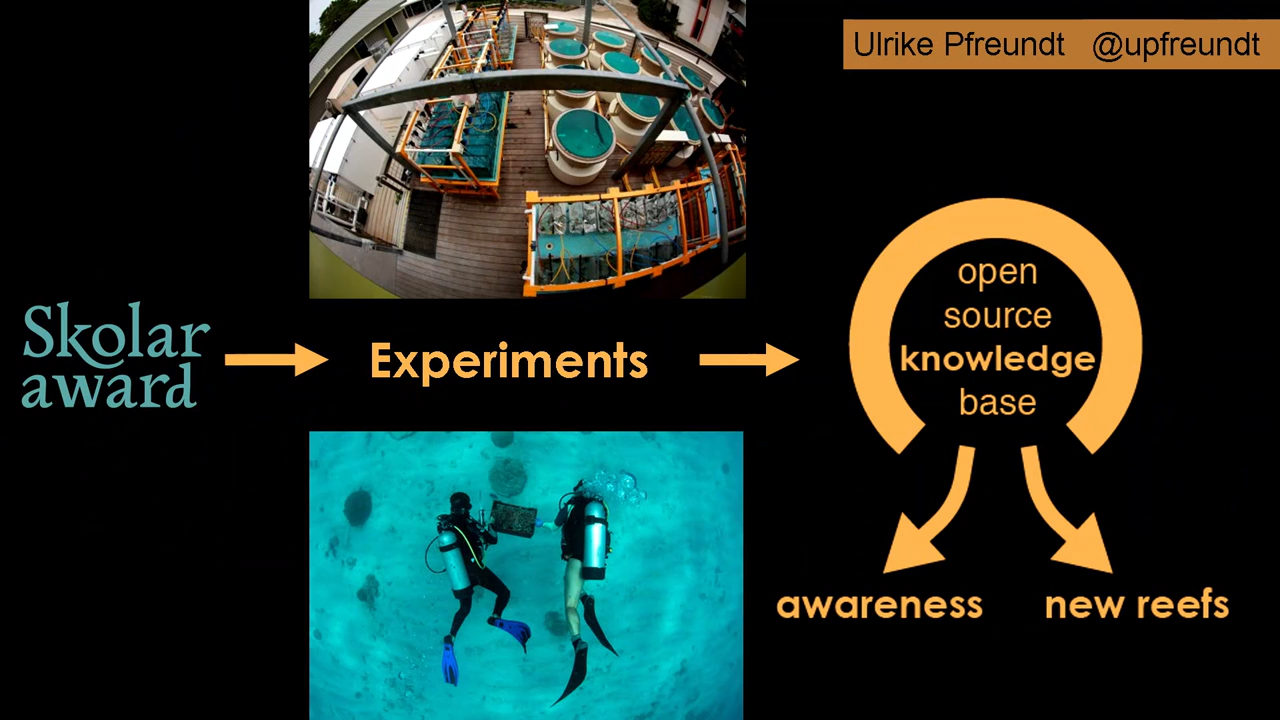 Ulrike Pfreundt @upfreundt
Skolar
award
Experiments
open
source
knowledge
base
awareness
new reefs